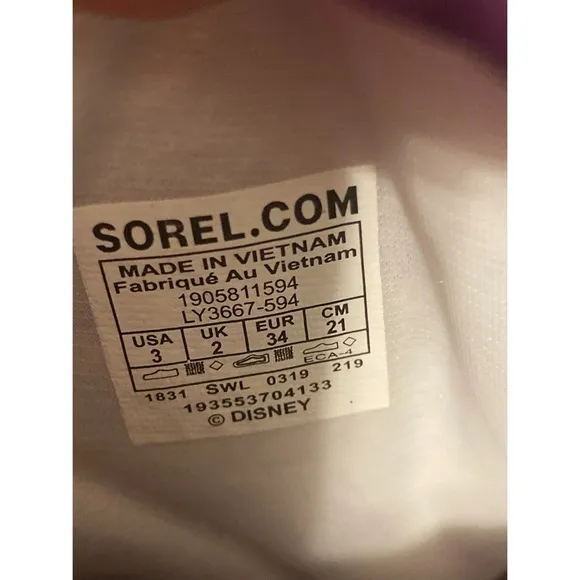 SOREL.COM
MADE IN VIETNAM
Fabriqué Au Vietnam
1905811594
LY3667-594
USA UK EUR CM
3 2 34 21
ECA-4
1831 SWL 0319 219
193553704133
© DISNEY